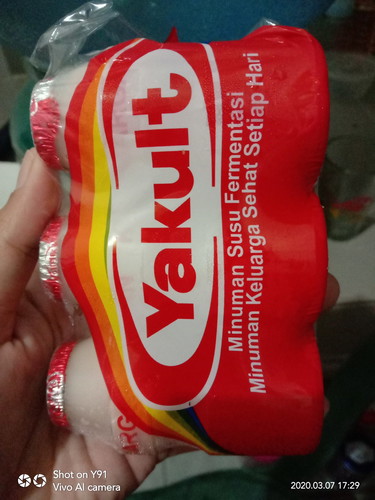 Yakult
Minuman Susu Fermentasi
Minuman Keluarga Sehat Setiap Hari
Shot on Y91
Vivo AI camera
2020.03.07 17:29